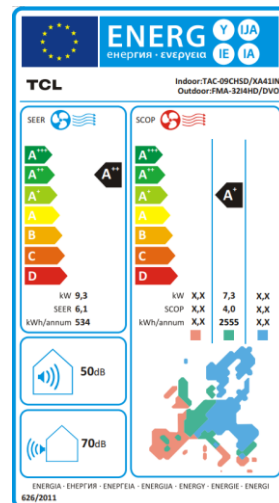 ENERG Y IJA
енергия · ενεργεια IE IA
TCL
Indoor:TAC-09CHSD/XA41IN
Outdoor:FMA-32I4HD/DVO
SEER SCOP
A+++ A+++
A++ A++ A++
A+ A+ A+
A A
B B
C C
D D
kW 9,3 kW X,X 7,3 X,X
SEER 6,1 SCOP X,X 4,0 X,X
kWh/annum 534 kWh/annum X,X 2555 X,X
50dB
70dB
ENERGIA · ЕНЕРГИЯ · ΕΝΕΡΓΕΙΑ · ENERGIJA · ENERGY · ENERGIE · ENERGI
626/2011